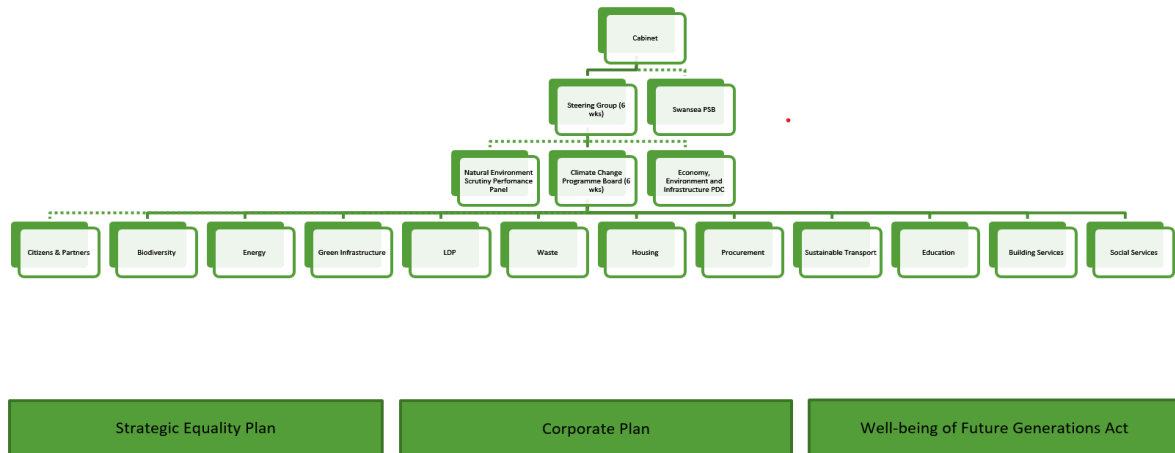 Cabinet
Steering Group (6
wks)
Swansea PSB
Natural Environment
Scrutiny Perfomance
Panel
Climate Change
Programme Board (6
wks)
Economy,
Environment and
Infrastructure PDC
Citizens & Partners
Biodiversity
Energy
Green Infrastructure
LDP
Waste
Housing
Procurement
Sustainable Transport
Education
Building Services
Social Services
Strategic Equality Plan
Corporate Plan
Well-being of Future Generations Act